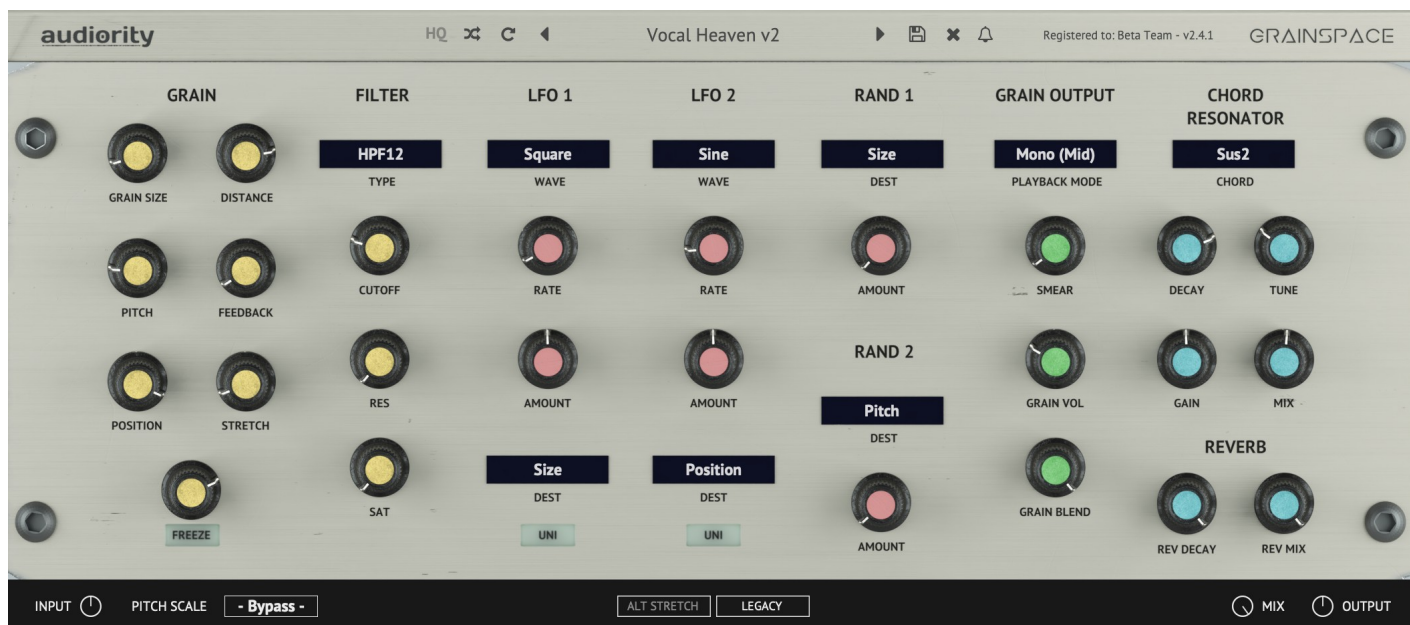 audiority
HQ
Vocal Heaven v2
Registered to: Beta Team - v2.4.1
GRAINSPACE
GRAIN
GRAIN SIZE
DISTANCE
PITCH
FEEDBACK
POSITION
STRETCH
FREEZE
FILTER
HPF12
TYPE
CUTOFF
RES
SAT
LFO 1
Square
WAVE
RATE
AMOUNT
Size
DEST
UNI
LFO 2
Sine
WAVE
RATE
AMOUNT
Position
DEST
UNI
RAND 1
Size
DEST
AMOUNT
RAND 2
Pitch
DEST
AMOUNT
GRAIN OUTPUT
Mono (Mid)
PLAYBACK MODE
SMEAR
GRAIN VOL
GRAIN BLEND
CHORD
RESONATOR
Sus2
CHORD
DECAY
TUNE
GAIN
MIX
REVERB
REV DECAY
REV MIX
INPUT
PITCH SCALE
- Bypass -
ALT STRETCH
LEGACY
MIX
OUTPUT